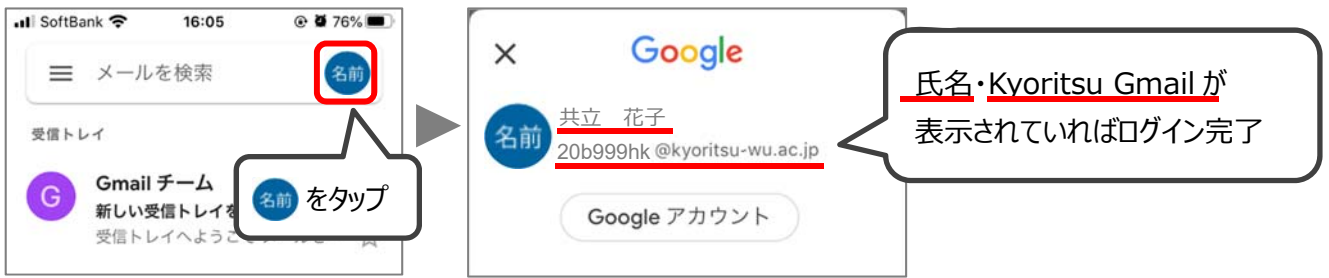 SoftBank 16:05 76%
メールを検索
名前
受信トレイ
G
Gmail チーム
新しい受信トレイを
受信トレイへようこそ
名前 をタップ
Google
名前
共立 花子
20b999hk @kyoritsu-wu.ac.jp
Google アカウント
氏名・Kyoritsu Gmail が
表示されていればログイン完了